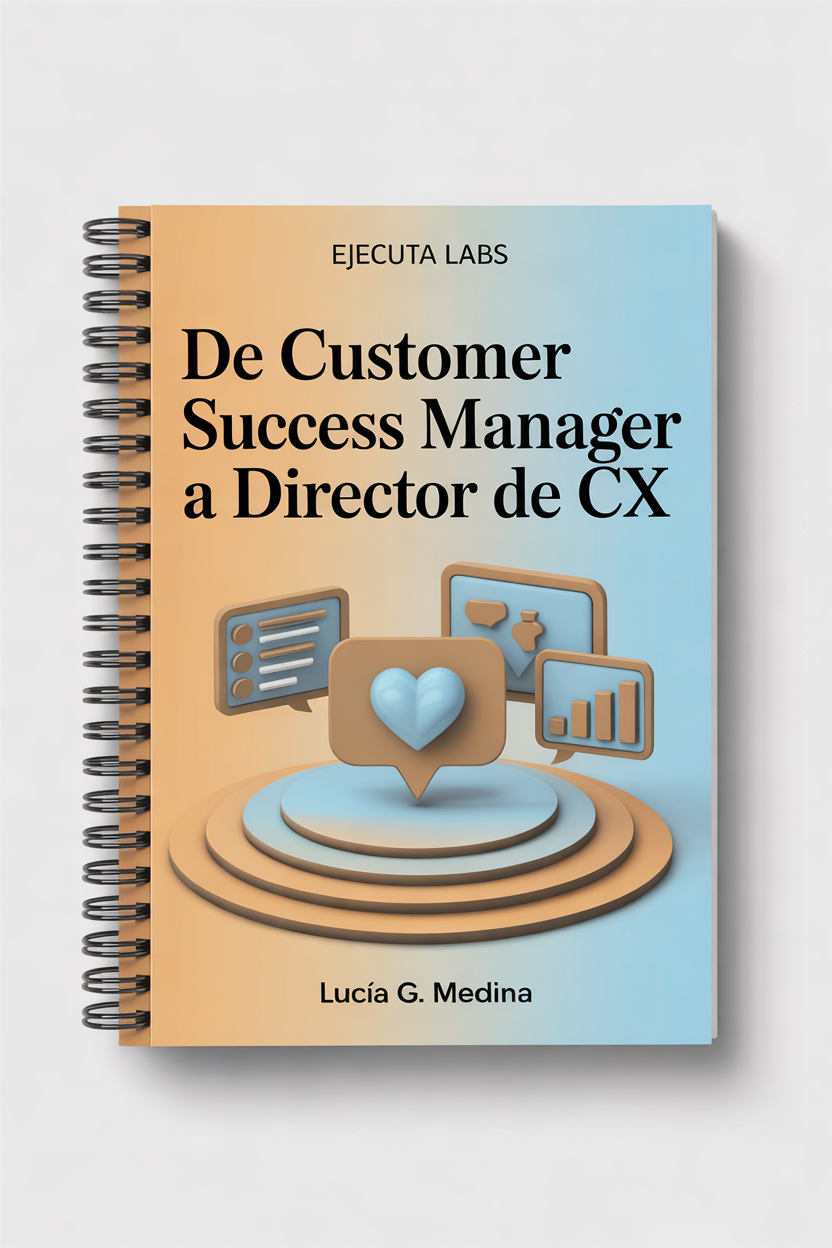 EJECUTA LABS
De Customer
Success Manager
a Director de CX
Lucía G. Medina